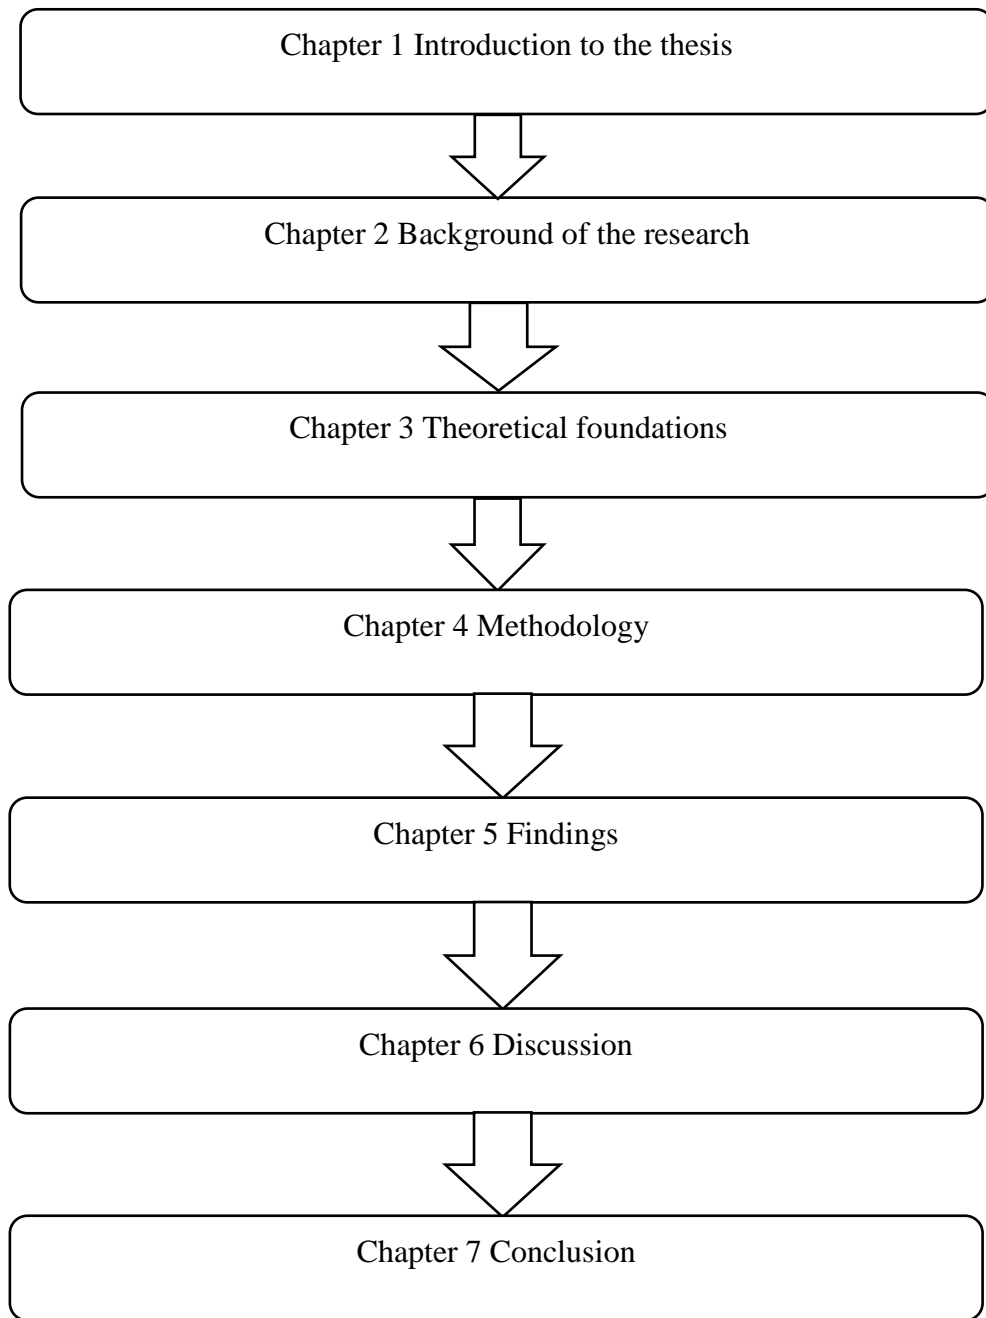 Chapter 1 Introduction to the thesis
Chapter 2 Background of the research
Chapter 3 Theoretical foundations
Chapter 4 Methodology
Chapter 5 Findings
Chapter 6 Discussion
Chapter 7 Conclusion